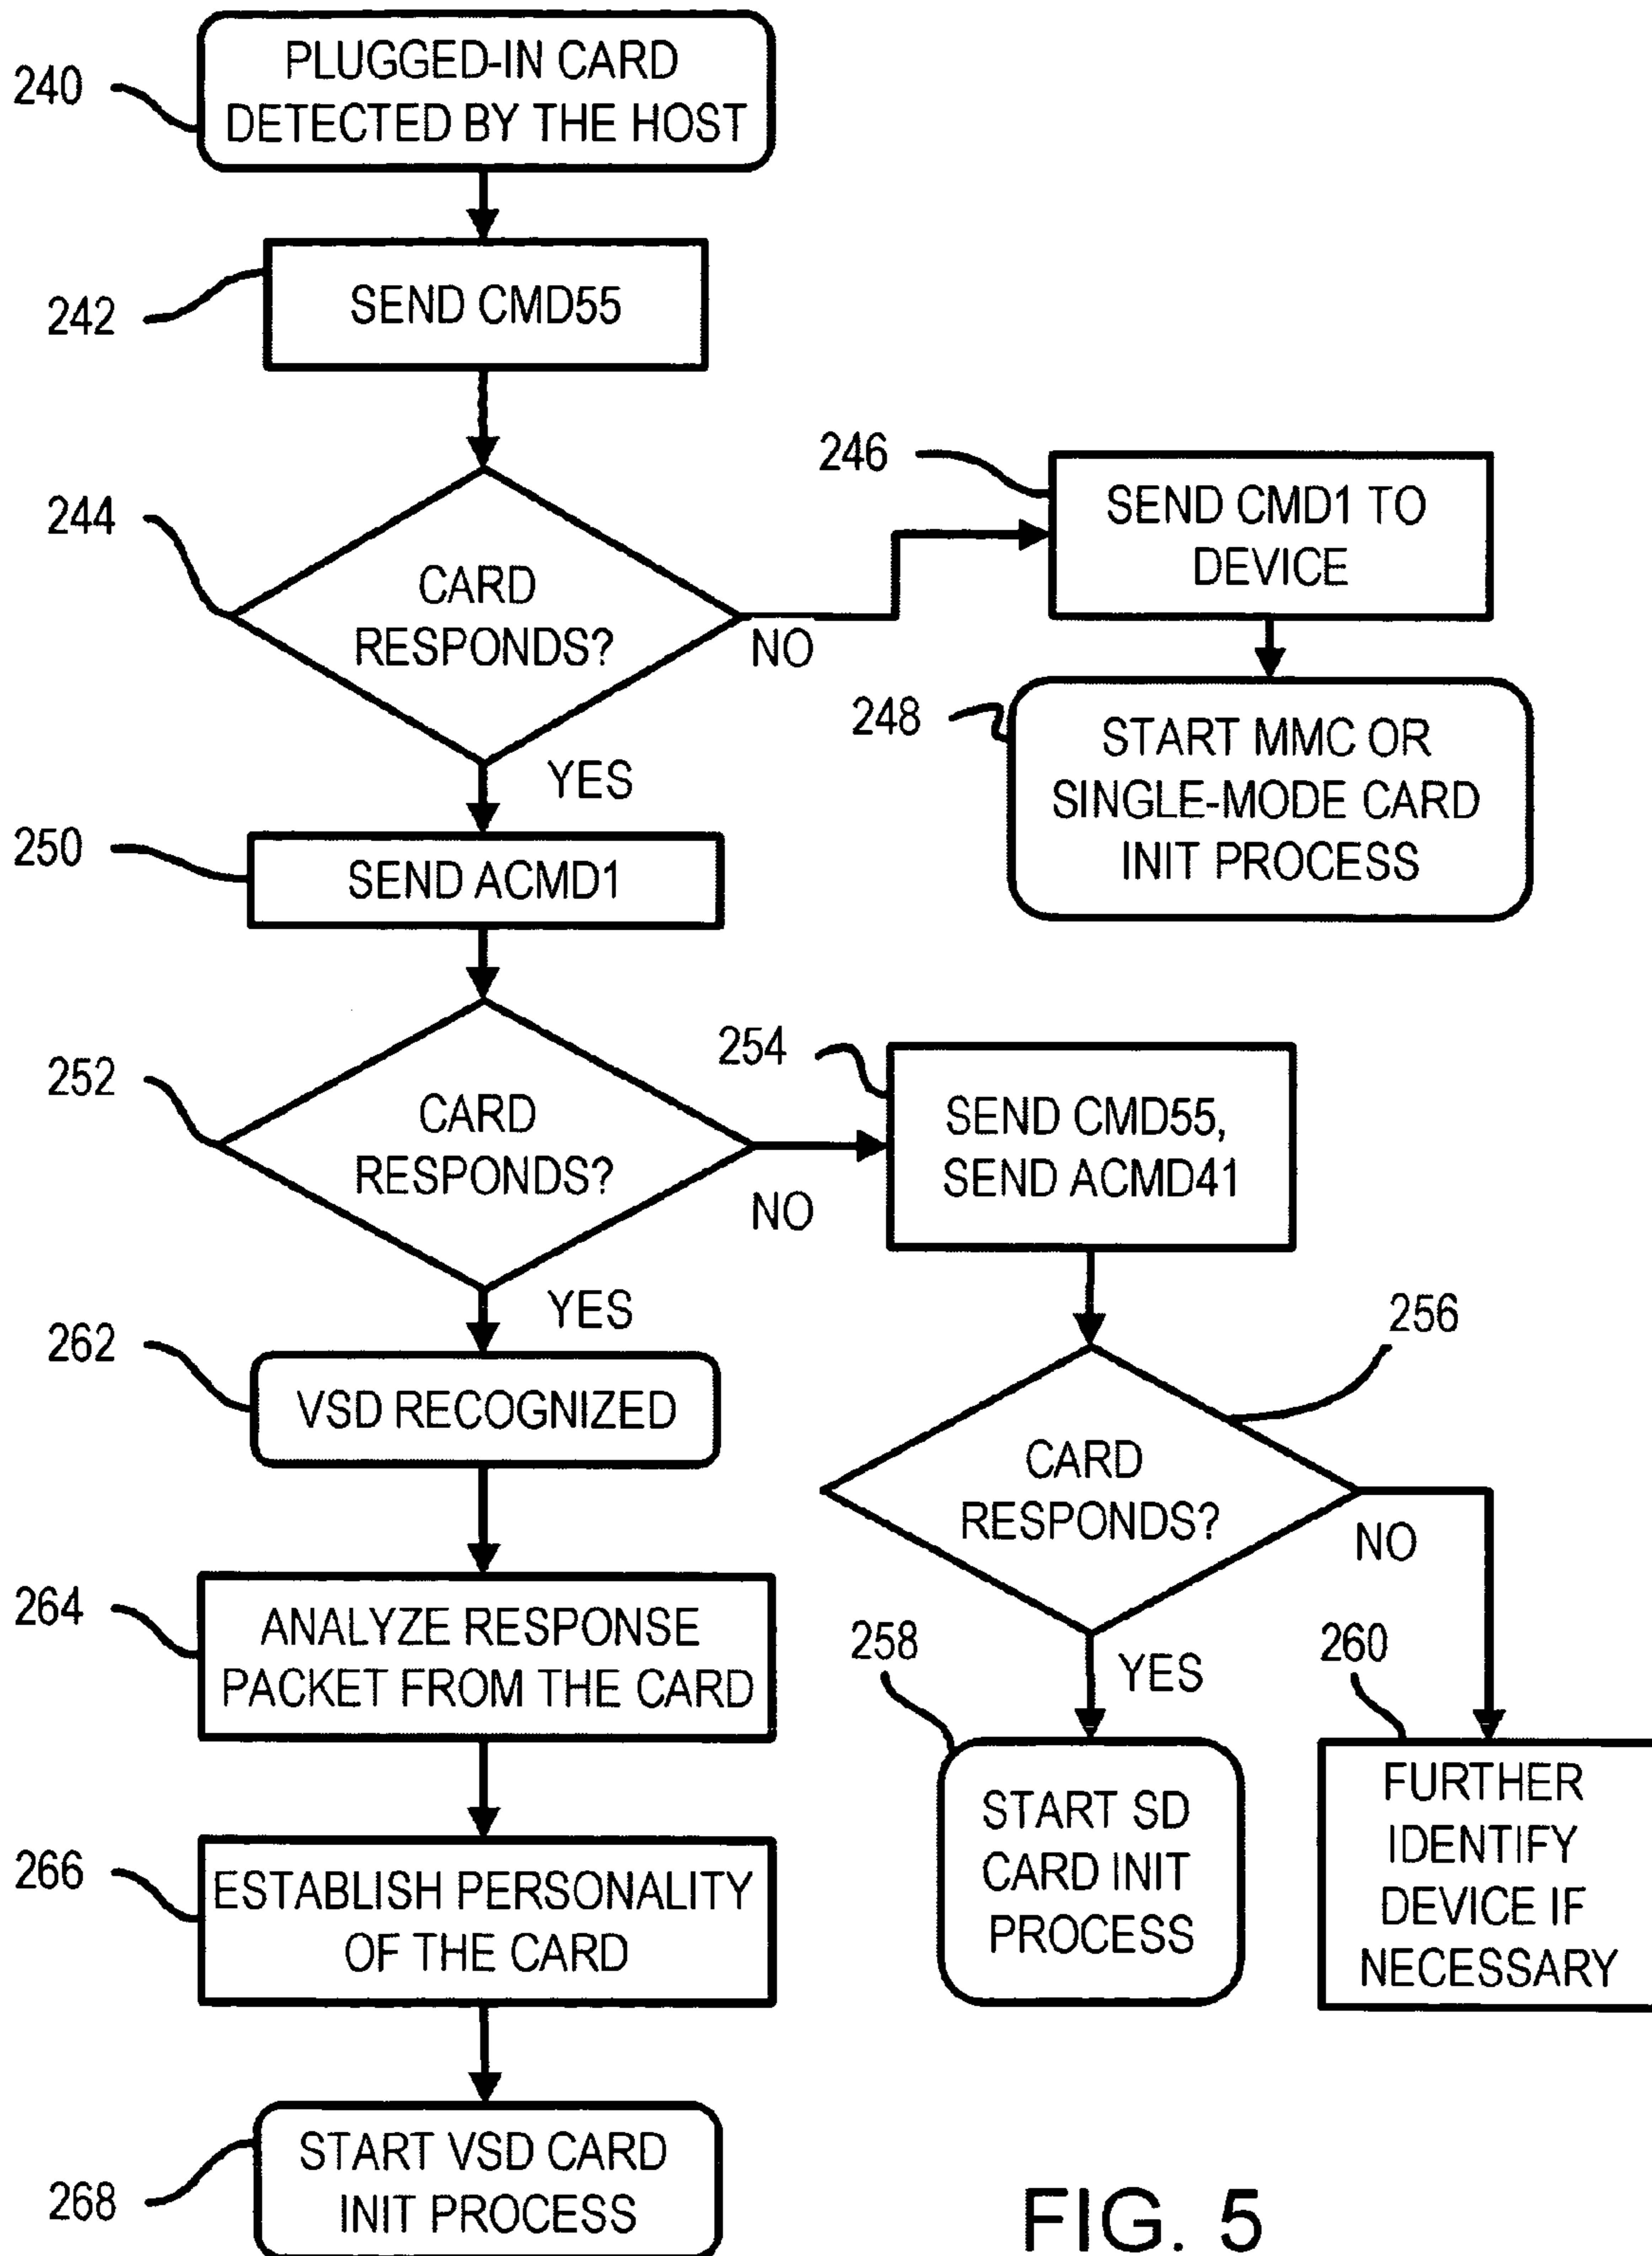 240
PLUGGED-IN CARD
DETECTED BY THE HOST
242
SEND CMD55
244
CARD
RESPONDS?
NO
YES
246
SEND CMD1 TO
DEVICE
248
START MMC OR
SINGLE-MODE CARD
INIT PROCESS
250
SEND ACMD1
252
CARD
RESPONDS?
NO
YES
254
SEND CMD55,
SEND ACMD41
256
CARD
RESPONDS?
NO
YES
258
START SD
CARD INIT
PROCESS
260
FURTHER
IDENTIFY
DEVICE IF
NECESSARY
262
VSD RECOGNIZED
264
ANALYZE RESPONSE
PACKET FROM THE CARD
266
ESTABLISH PERSONALITY
OF THE CARD
268
START VSD CARD
INIT PROCESS
FIG. 5